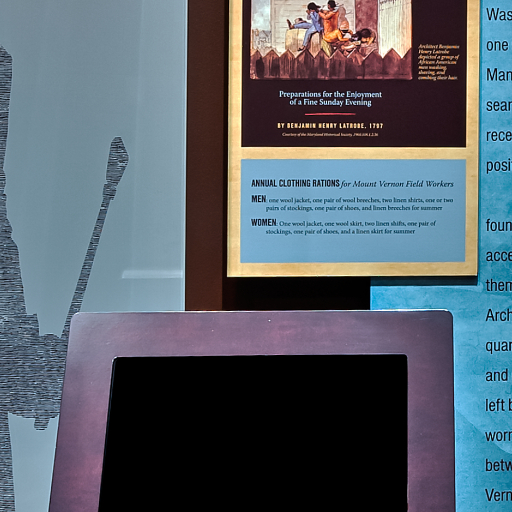 Architect Benjamin
Henry Latrobe
depicted a group of
African American
men washing,
shaving, and
combing their hair.
Preparations for the Enjoyment
of a Fine Sunday Evening
BY BENJAMIN HENRY LATROBE, 1797
Courtesy of the Maryland Historical Society,
ANNUAL CLOTHING RATIONS for Mount Vernon Field Workers
MEN: one wool jacket, one pair of wool breeches, two linen shirts, one or two
pairs of stockings, one pair of shoes, and linen breeches for summer
WOMEN: One wool jacket, one wool skirt, two linen shifts, one pair of
stockings, one pair of shoes, and a linen skirt for summer
Was
one
Man
sear
rece
posit
foun
acce
them
Arch
quar
and
left b
worn
betw
Vern